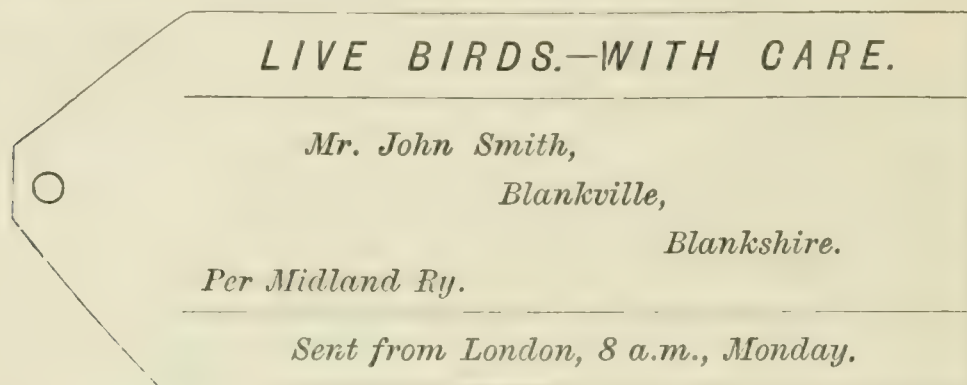 LIVE BIRDS.—WITH CARE.
Mr. John Smith,
Blankville,
Blankshire.
Per Midland Ry.
Sent from London, 8 a.m., Monday.